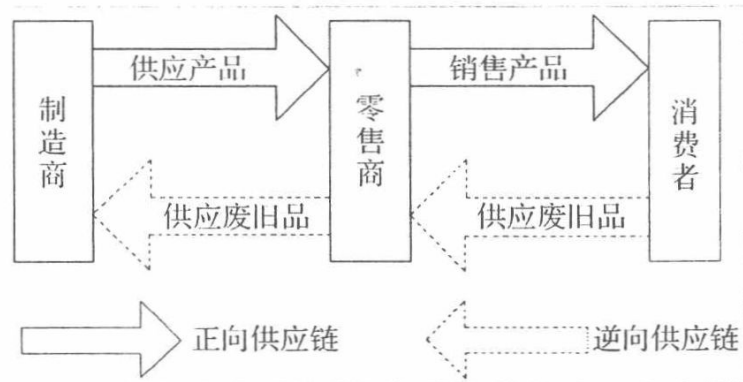 供应产品
销售产品
制造商
零售商
消费者
供应废旧品
供应废旧品
正向供应链
逆向供应链